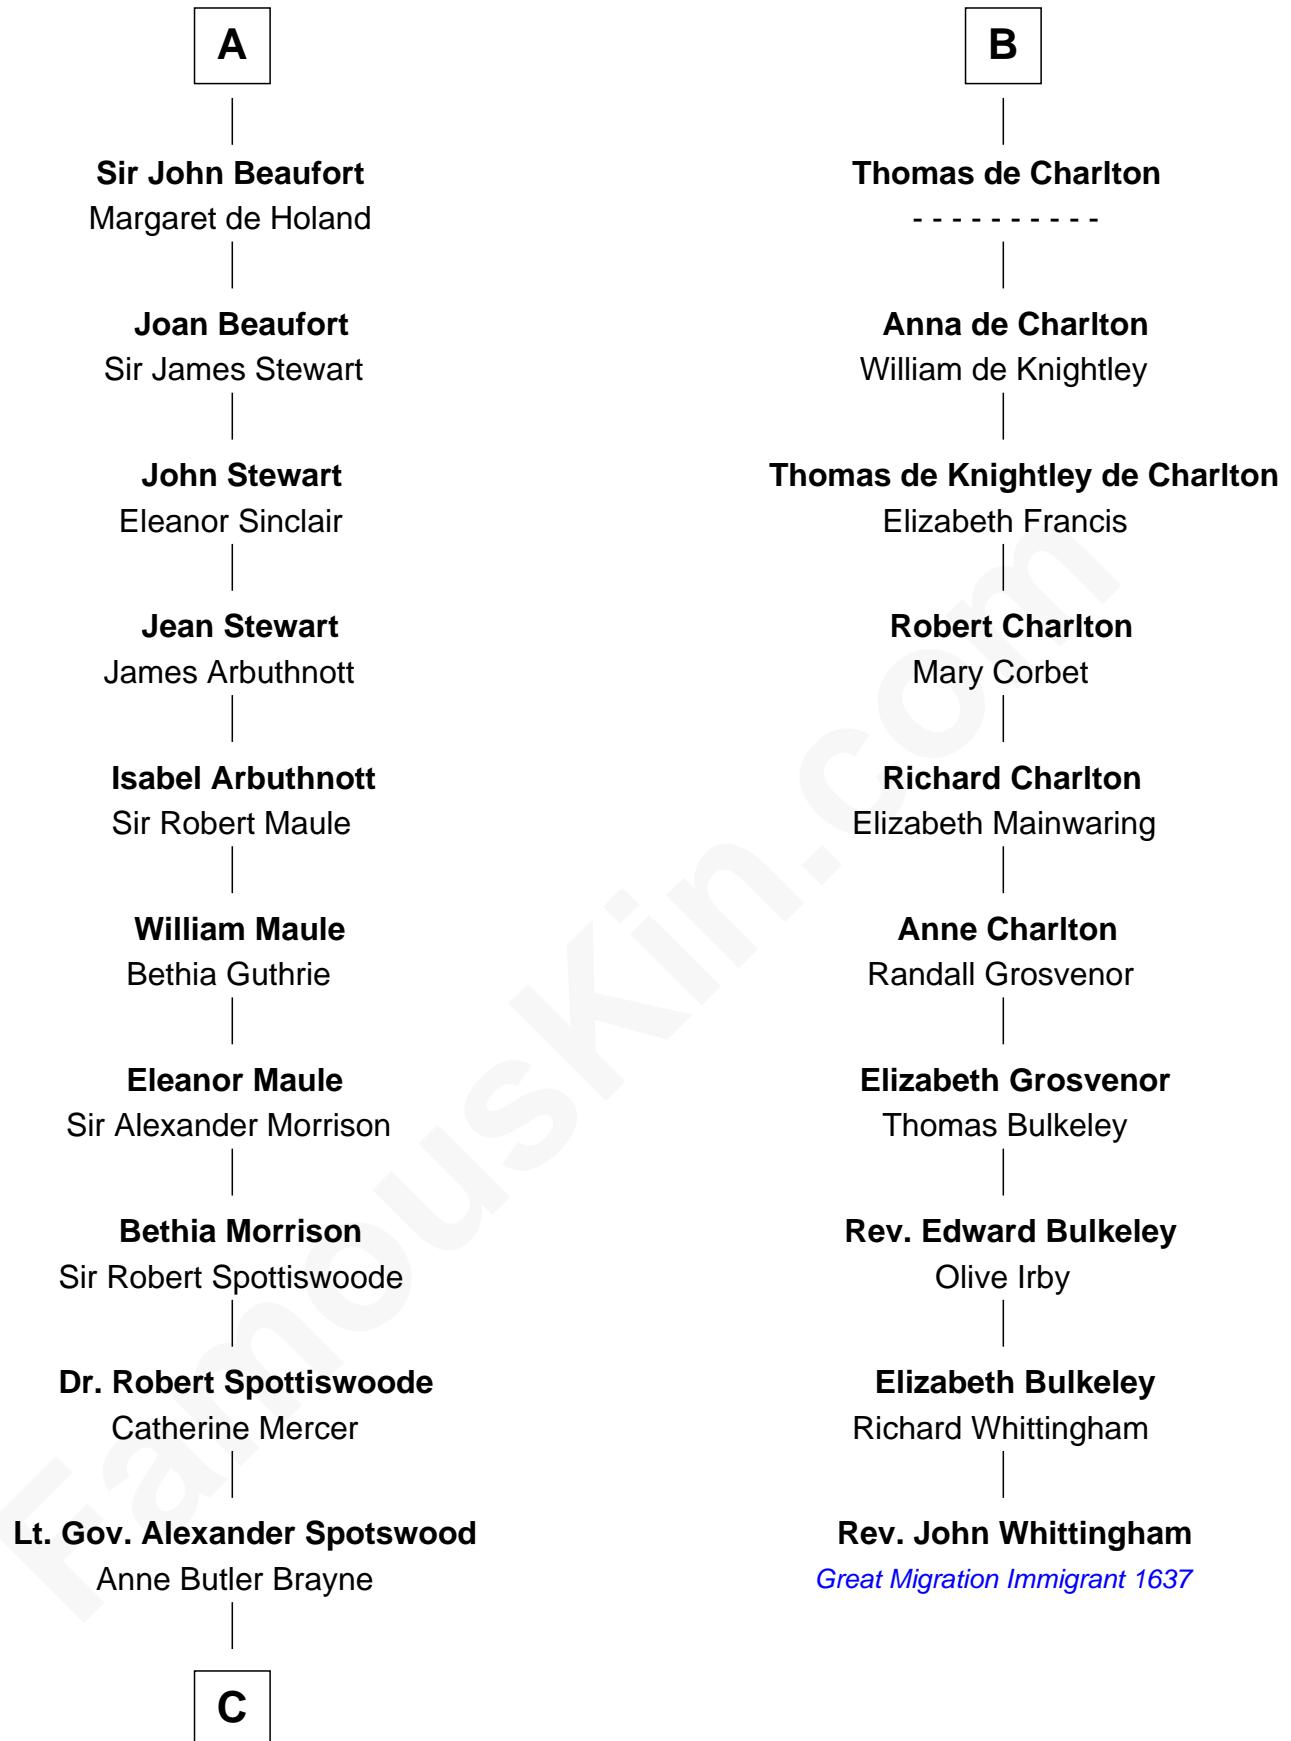 A
Sir John Beaufort
Margaret de Holand
Joan Beaufort
Sir James Stewart
John Stewart
Eleanor Sinclair
Jean Stewart
James Arbuthnott
Isabel Arbuthnott
Sir Robert Maule
William Maule
Bethia Guthrie
Eleanor Maule
Sir Alexander Morrison
Bethia Morrison
Sir Robert Spottiswoode
Dr. Robert Spottiswoode
Catherine Mercer
Lt. Gov. Alexander Spotswood
Anne Butler Brayne
C
B
Thomas de Charlton
- - - - - - - - - -
Anna de Charlton
William de Knightley
Thomas de Knightley de Charlton
Elizabeth Francis
Robert Charlton
Mary Corbet
Richard Charlton
Elizabeth Mainwaring
Anne Charlton
Randall Grosvenor
Elizabeth Grosvenor
Thomas Bulkeley
Rev. Edward Bulkeley
Olive Irby
Elizabeth Bulkeley
Richard Whittingham
Rev. John Whittingham
Great Migration Immigrant 1637
FamousKin.com